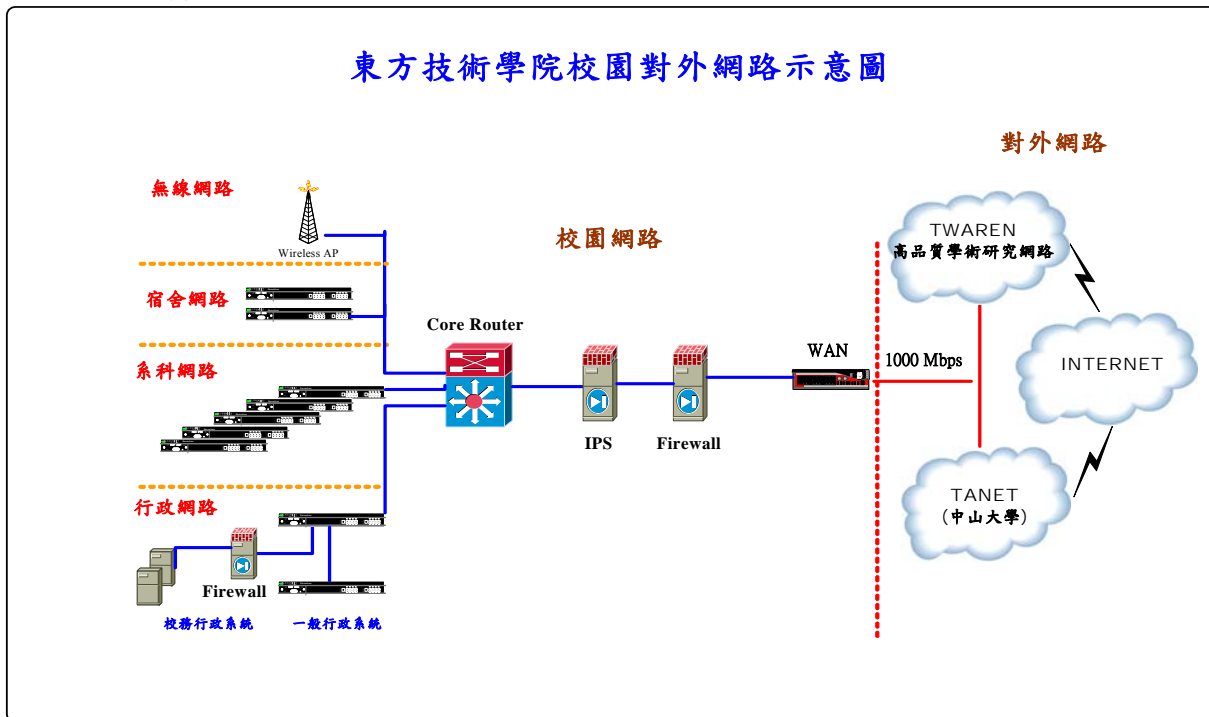 東方技術學院校園對外網路示意圖
對外網路
無線網路
Wireless AP
校園網路
TWAREN
高品質學術研究網路
宿舍網路
Core Router
WAN
1000 Mbps
INTERNET
系科網路
IPS
Firewall
TANET
(中山大學)
行政網路
Firewall
校務行政系統
一般行政系統